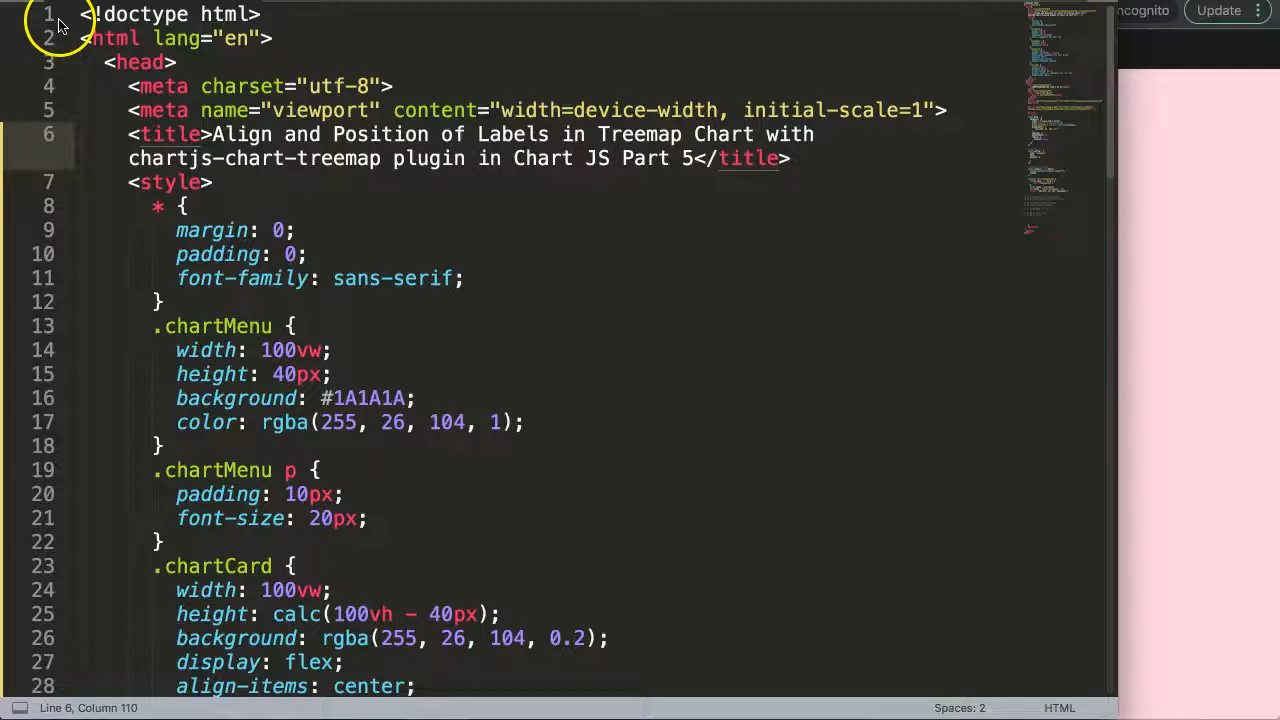 1 <!doctype html>
2 <html lang="en">
3 <head>
4 <meta charset="utf-8">
5 <meta name="viewport" content="width=device-width, initial-scale=1">
6 <title>Align and Position of Labels in Treemap Chart with
chartjs-chart-treemap plugin in Chart JS Part 5</title>
7 <style>
8 * {
9 margin: 0;
10 padding: 0;
11 font-family: sans-serif;
12 }
13 .chartMenu {
14 width: 100vw;
15 height: 40px;
16 background: #1A1A1A;
17 color: rgba(255, 26, 104, 1);
18 }
19 .chartMenu p {
20 padding: 10px;
21 font-size: 20px;
22 }
23 .chartCard {
24 width: 100vw;
25 height: calc(100vh - 40px);
26 background: rgba(255, 26, 104, 0.2);
27 display: flex;
28 align-items: center;
Line 6, Column 110 Spaces: 2 HTML
cognito Update